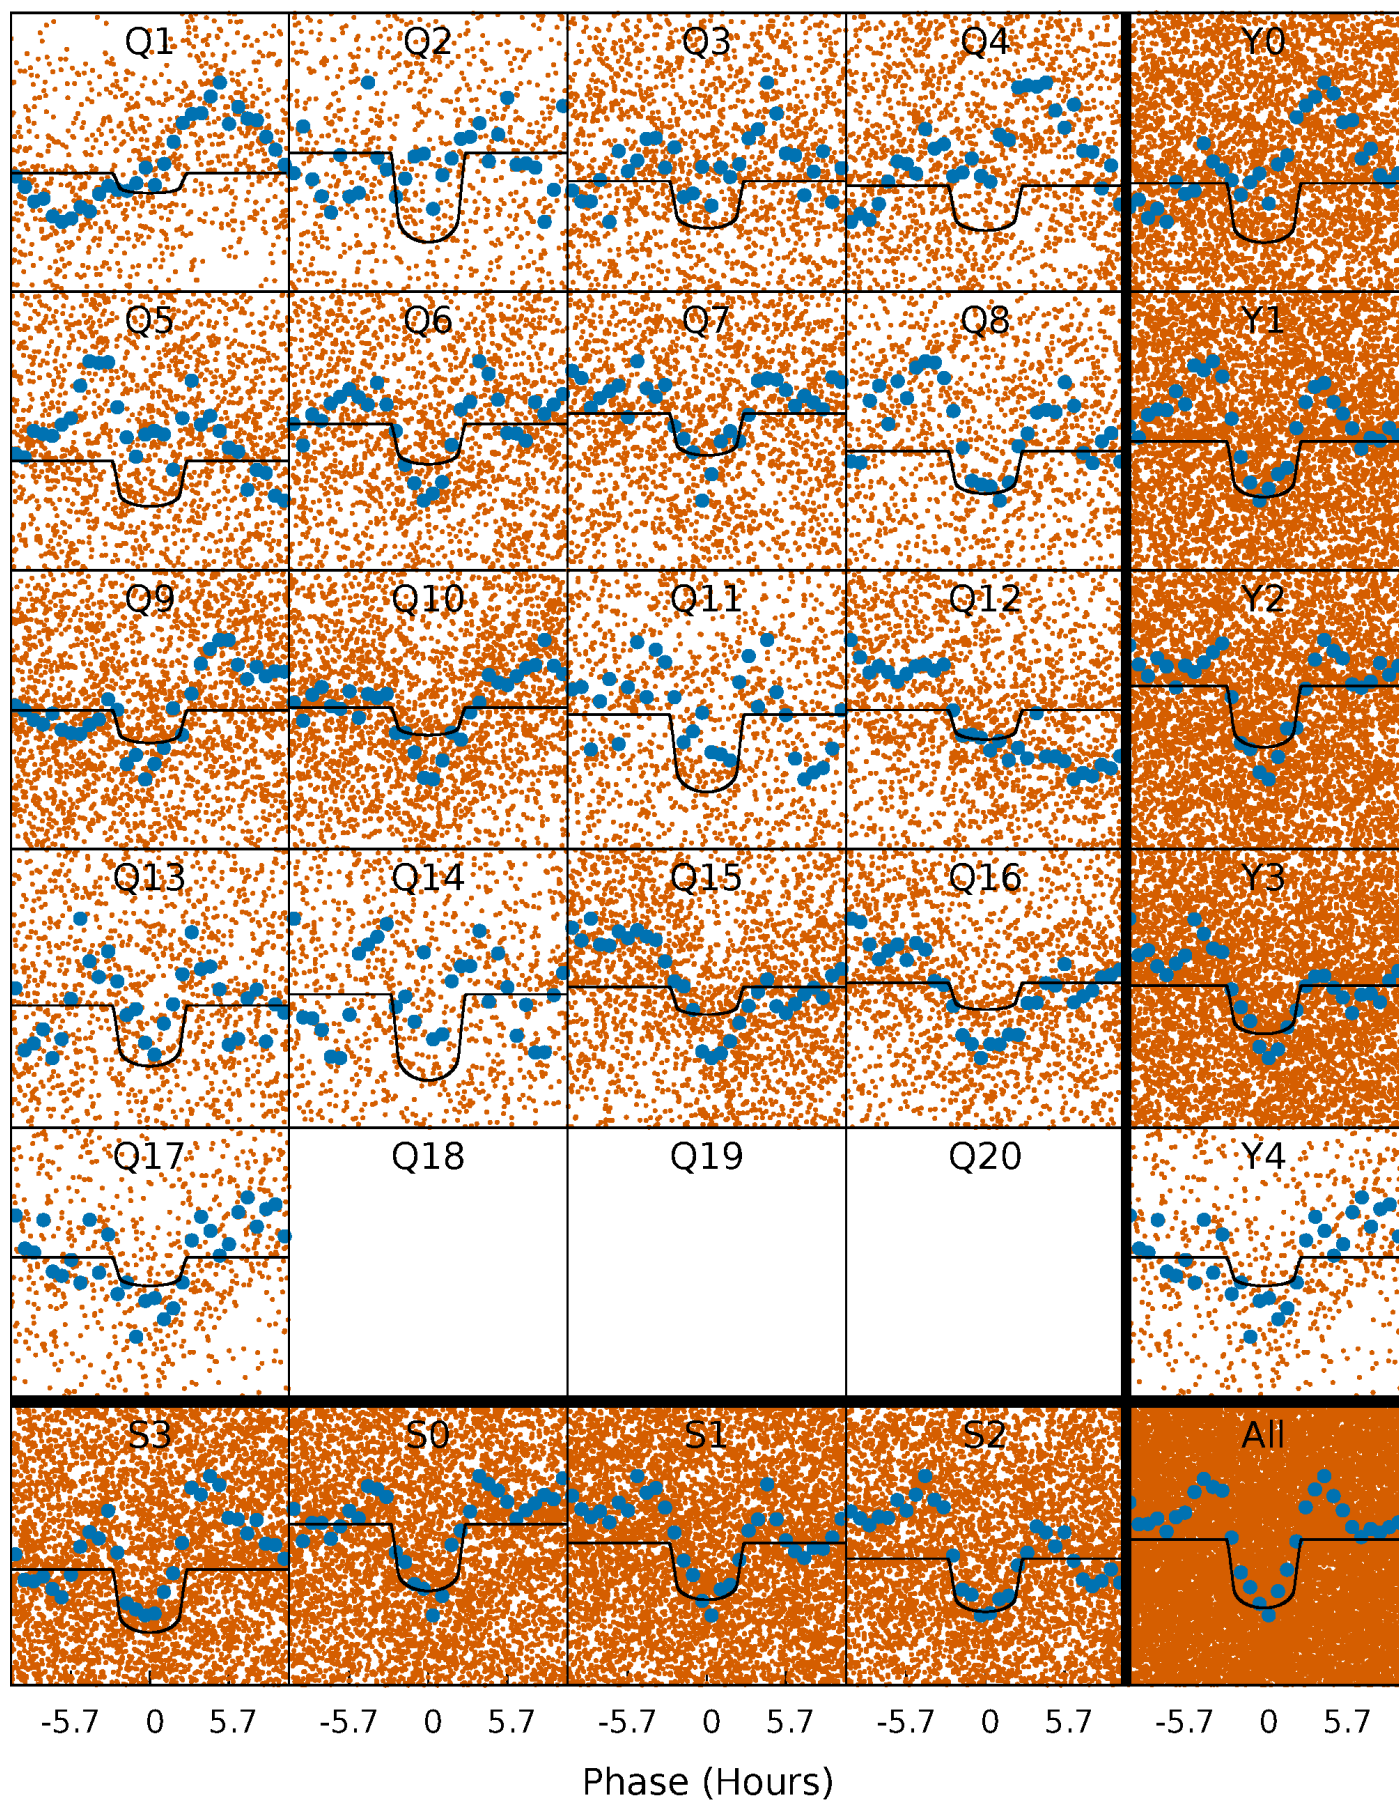 Q1 Q2 Q3 Q4 Y0
Q5 Q6 Q7 Q8 Y1
Q9 Q10 Q11 Q12 Y2
Q13 Q14 Q15 Q16 Y3
Q17 Q18 Q19 Q20 Y4
S3 S0 S1 S2 All
-5.7 0 5.7 -5.7 0 5.7 -5.7 0 5.7 -5.7 0 5.7 -5.7 0 5.7
Phase (Hours)